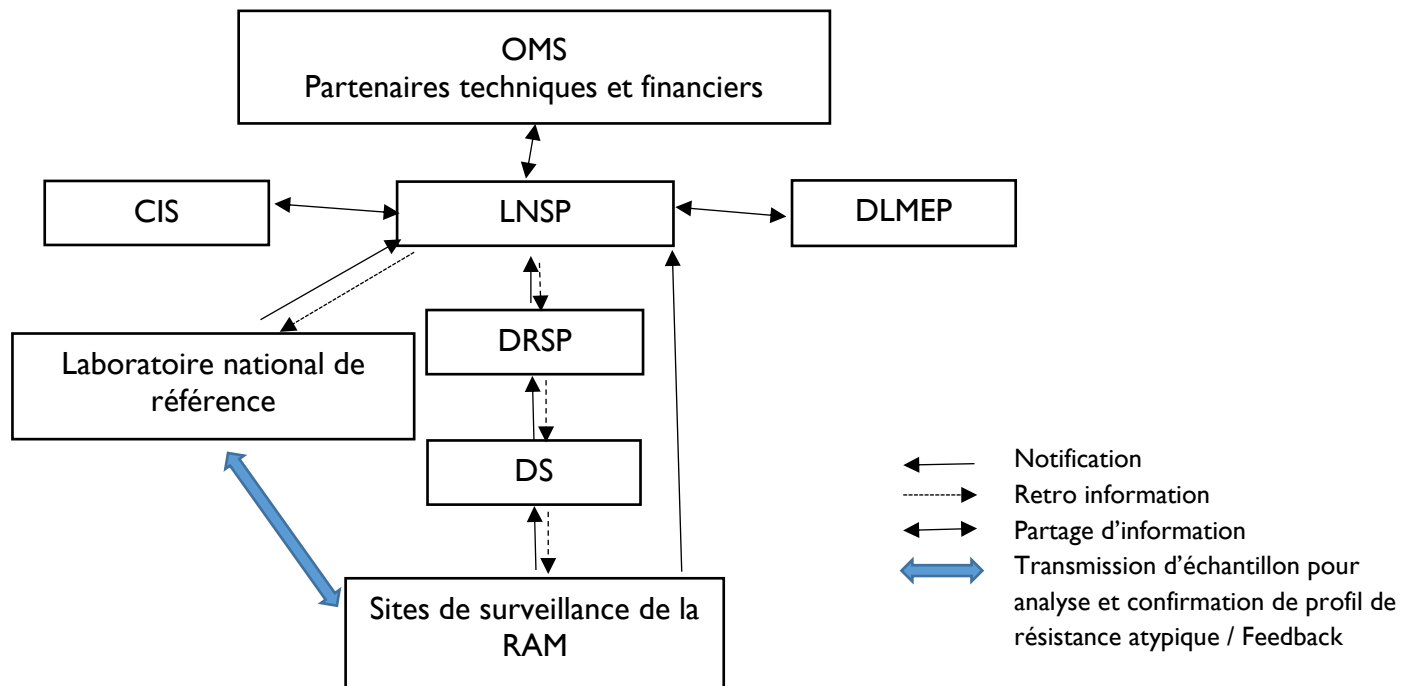 OMS
Partenaires techniques et financiers
CIS
LNSP
DLMEP
DRSP
Laboratoire national de
référence
DS
Sites de surveillance de la
RAM
Notification
Retro information
Partage d'information
Transmission d'échantillon pour
analyse et confirmation de profil de
résistance atypique / Feedback